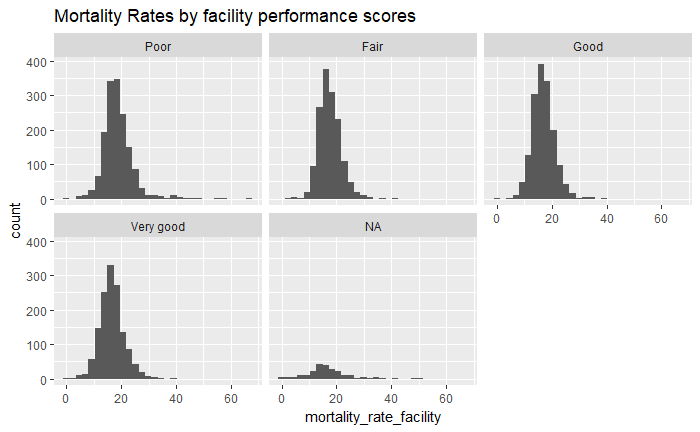 Mortality Rates by facility performance scores
Poor Fair Good
400
300
200
100
0
0 20 40 60
Very good NA
400
300
200
100
0
0 20 40 60 0 20 40 60
count
mortality_rate_facility